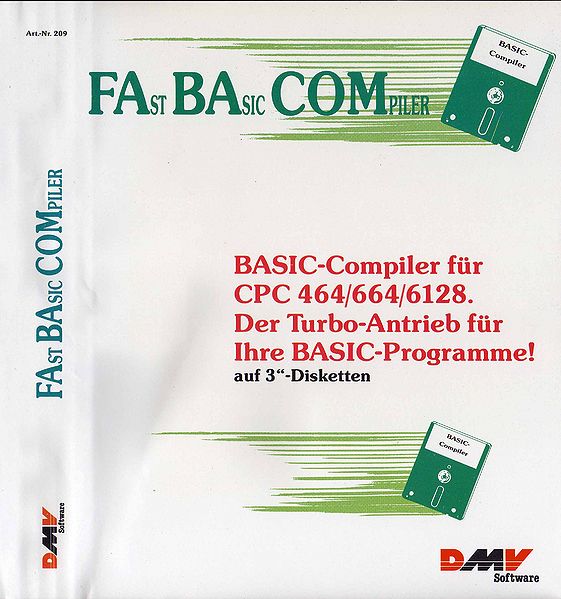 Art.-Nr. 209
FAST BASIC COMPILER
DMV
Software
FAST BASIC COMPILER
BASIC-
Compiler
BASIC-Compiler für
CPC 464/664/6128.
Der Turbo-Antrieb für
Ihre BASIC-Programme!
auf 3“-Disketten
BASIC-
Compiler
DMV
Software